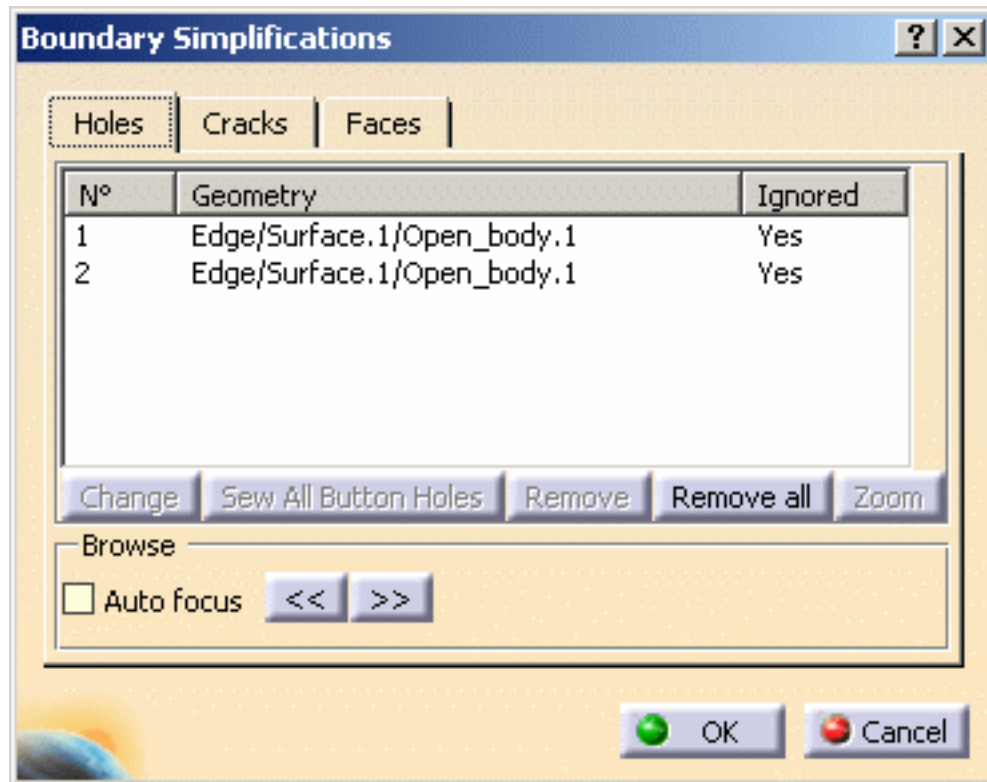 Boundary Simplifications ? X
Holes Cracks Faces
N° Geometry Ignored
1 Edge/Surface.1/Open_body.1 Yes
2 Edge/Surface.1/Open_body.1 Yes
Change Sew All Button Holes Remove Remove all Zoom
Browse
Auto focus << >>
OK Cancel